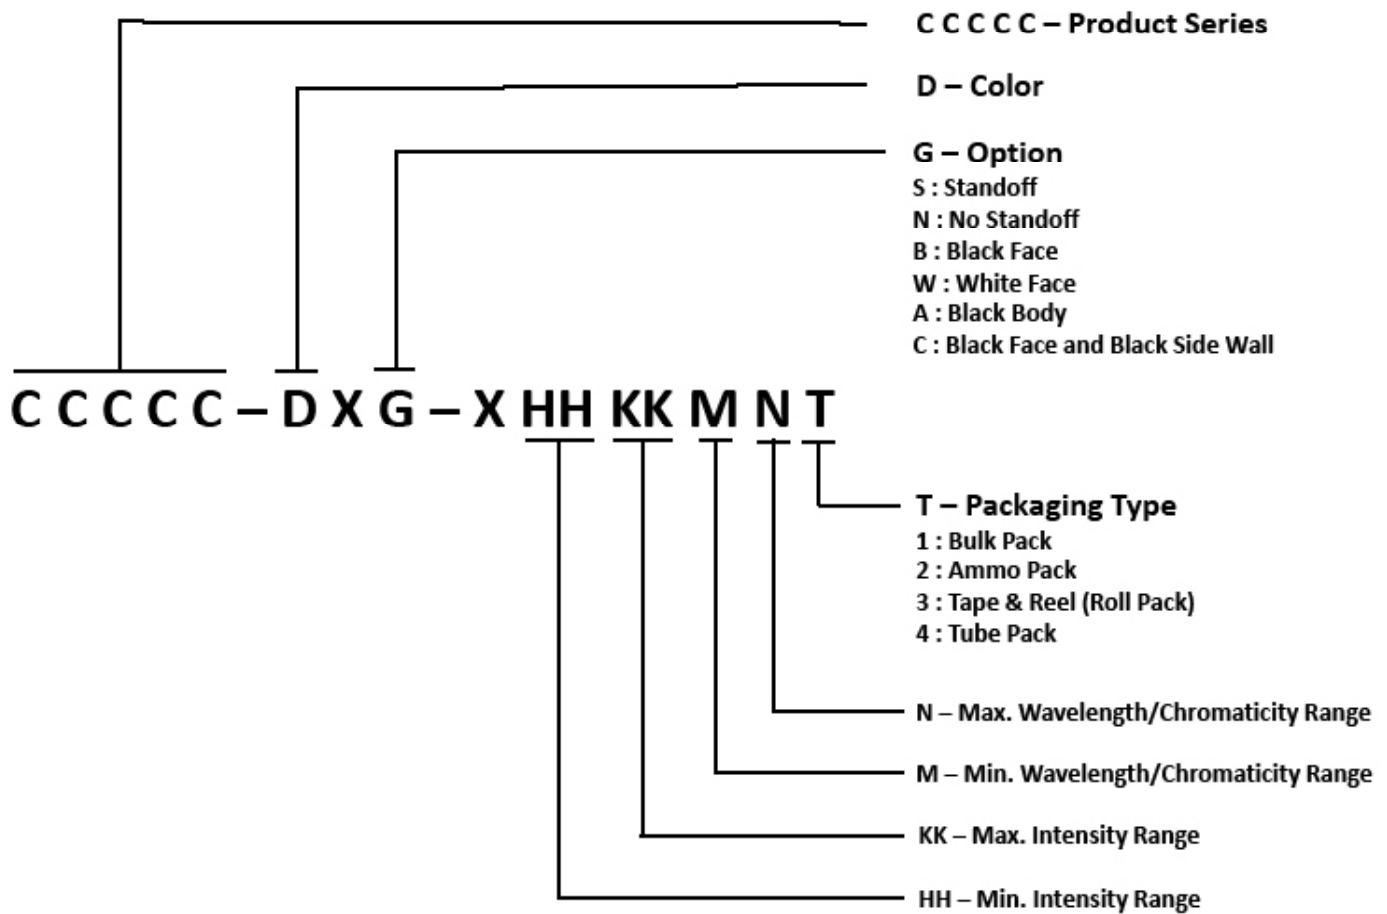 C C C C C – Product Series
D – Color
G – Option
S : Standoff
N : No Standoff
B : Black Face
W : White Face
A : Black Body
C : Black Face and Black Side Wall
C C C C C – D X G – X HH KK M N T
T – Packaging Type
1 : Bulk Pack
2 : Ammo Pack
3 : Tape & Reel (Roll Pack)
4 : Tube Pack
N – Max. Wavelength/Chromaticity Range
M – Min. Wavelength/Chromaticity Range
KK – Max. Intensity Range
HH – Min. Intensity Range